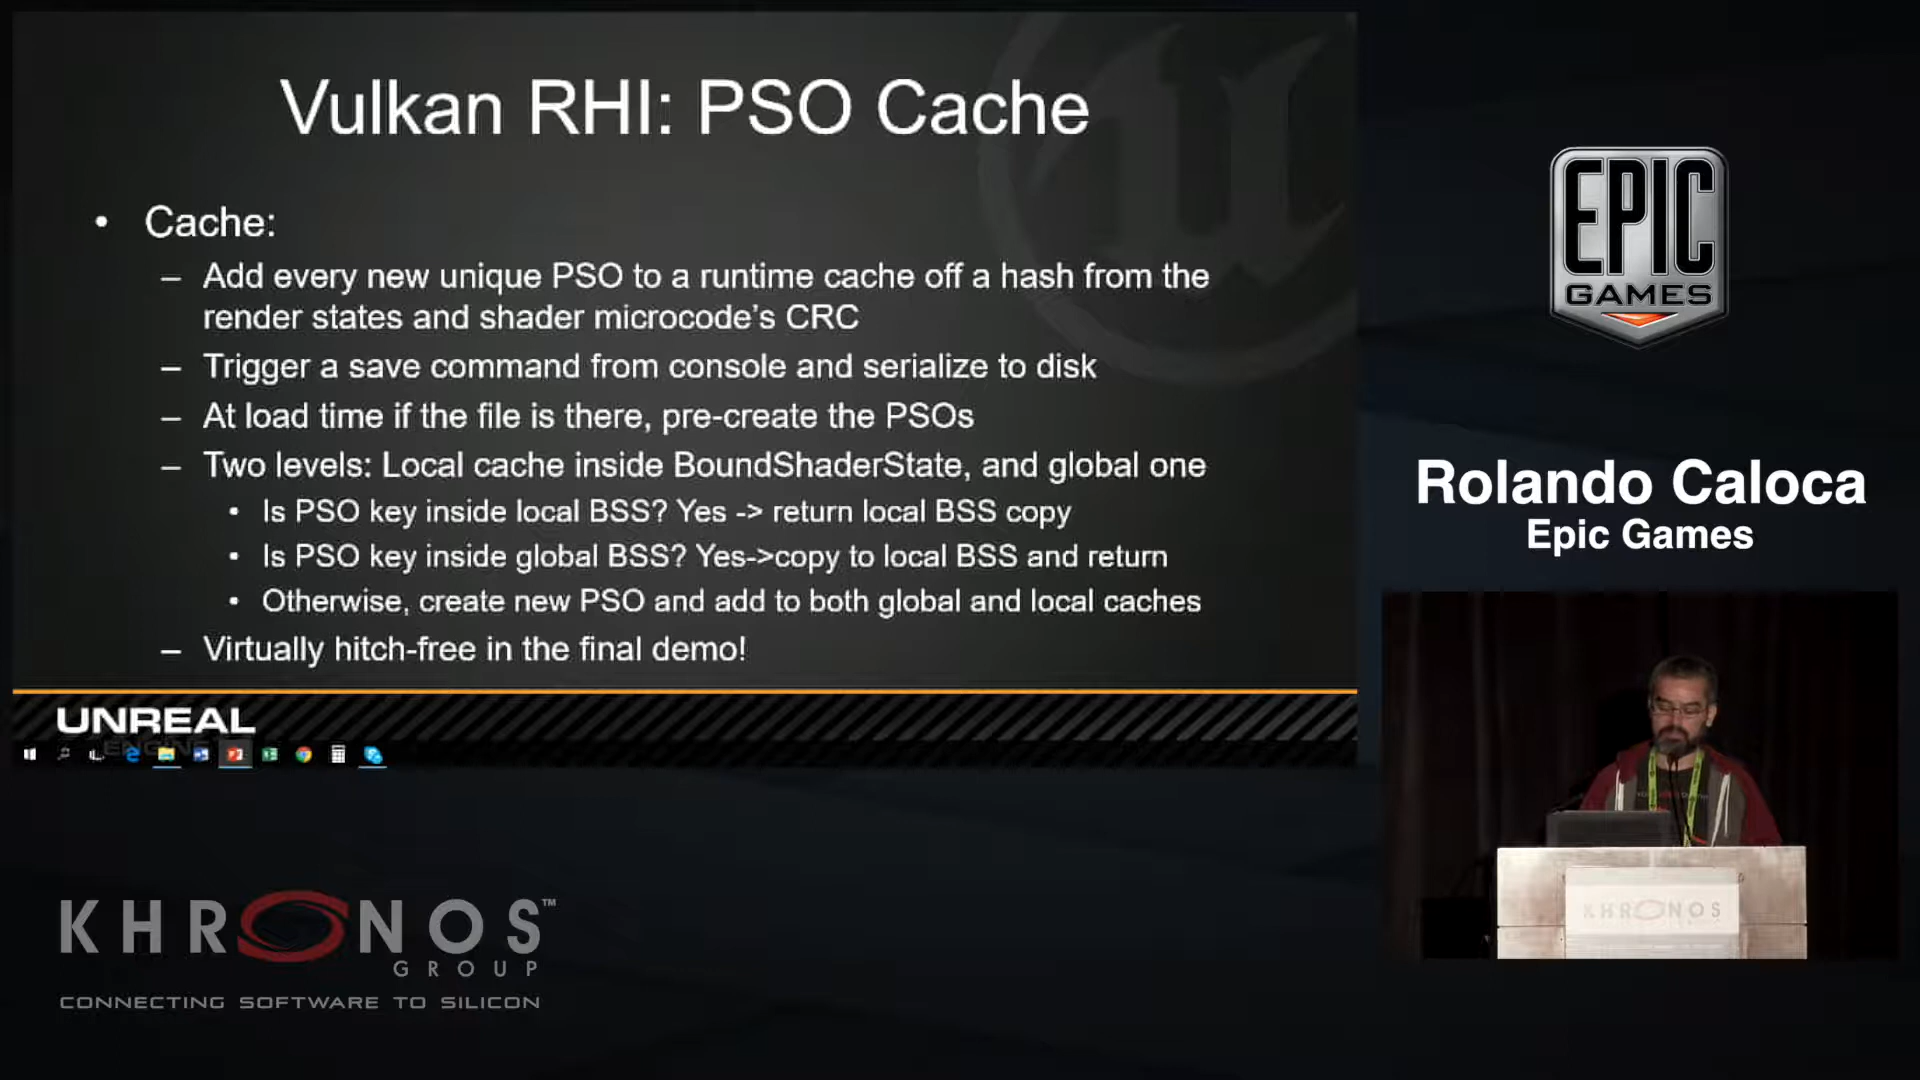 Vulkan RHI: PSO Cache
• Cache:
– Add every new unique PSO to a runtime cache off a hash from the
render states and shader microcode's CRC
– Trigger a save command from console and serialize to disk
– At load time if the file is there, pre-create the PSOs
– Two levels: Local cache inside BoundShaderState, and global one
• Is PSO key inside local BSS? Yes -> return local BSS copy
• Is PSO key inside global BSS? Yes->copy to local BSS and return
• Otherwise, create new PSO and add to both global and local caches
– Virtually hitch-free in the final demo!
UNREAL
ENGINE
EPIC
GAMES
Rolando Caloca
Epic Games
KHRONOS
KHRONOS™
GROUP
CONNECTING SOFTWARE TO SILICON